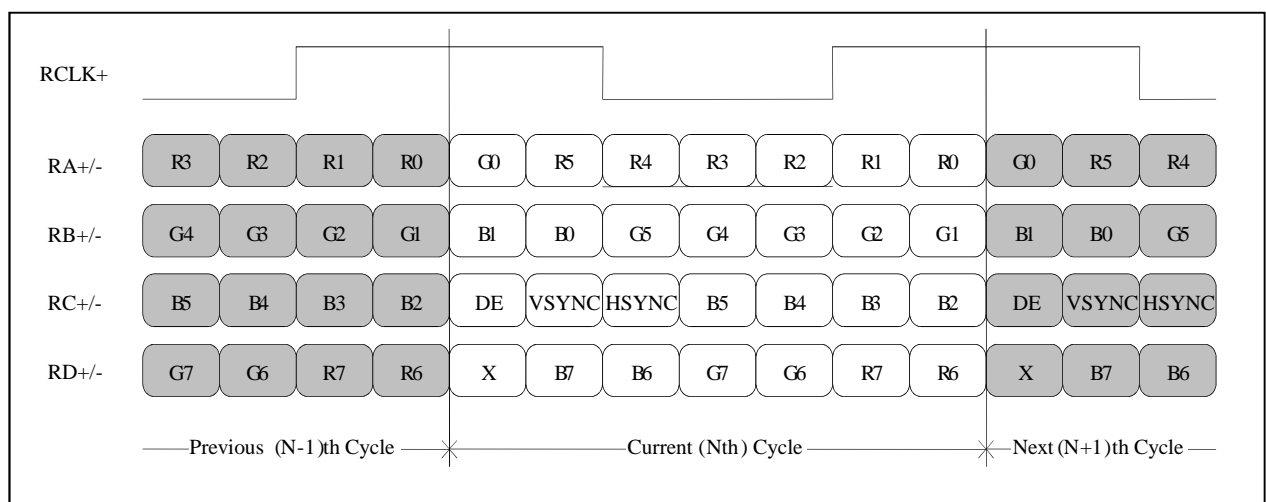 RCLK+
RA+/- R3 R2 R1 R0 G0 R5 R4 R3 R2 R1 R0 G0 R5 R4
RB+/- G4 G3 G2 G1 B1 B0 G5 G4 G3 G2 G1 B1 B0 G5
RC+/- B5 B4 B3 B2 DE VSYNC HSYNC B5 B4 B3 B2 DE VSYNC HSYNC
RD+/- G7 G6 R7 R6 X B7 B6 G7 G6 R7 R6 X B7 B6
Previous (N-1)th Cycle Current (Nth) Cycle Next (N+1)th Cycle